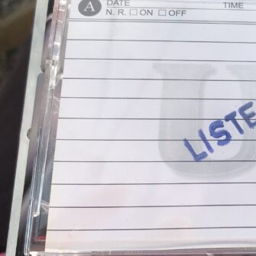 A DATE TIME
N. R. □ ON □ OFF
LISTE